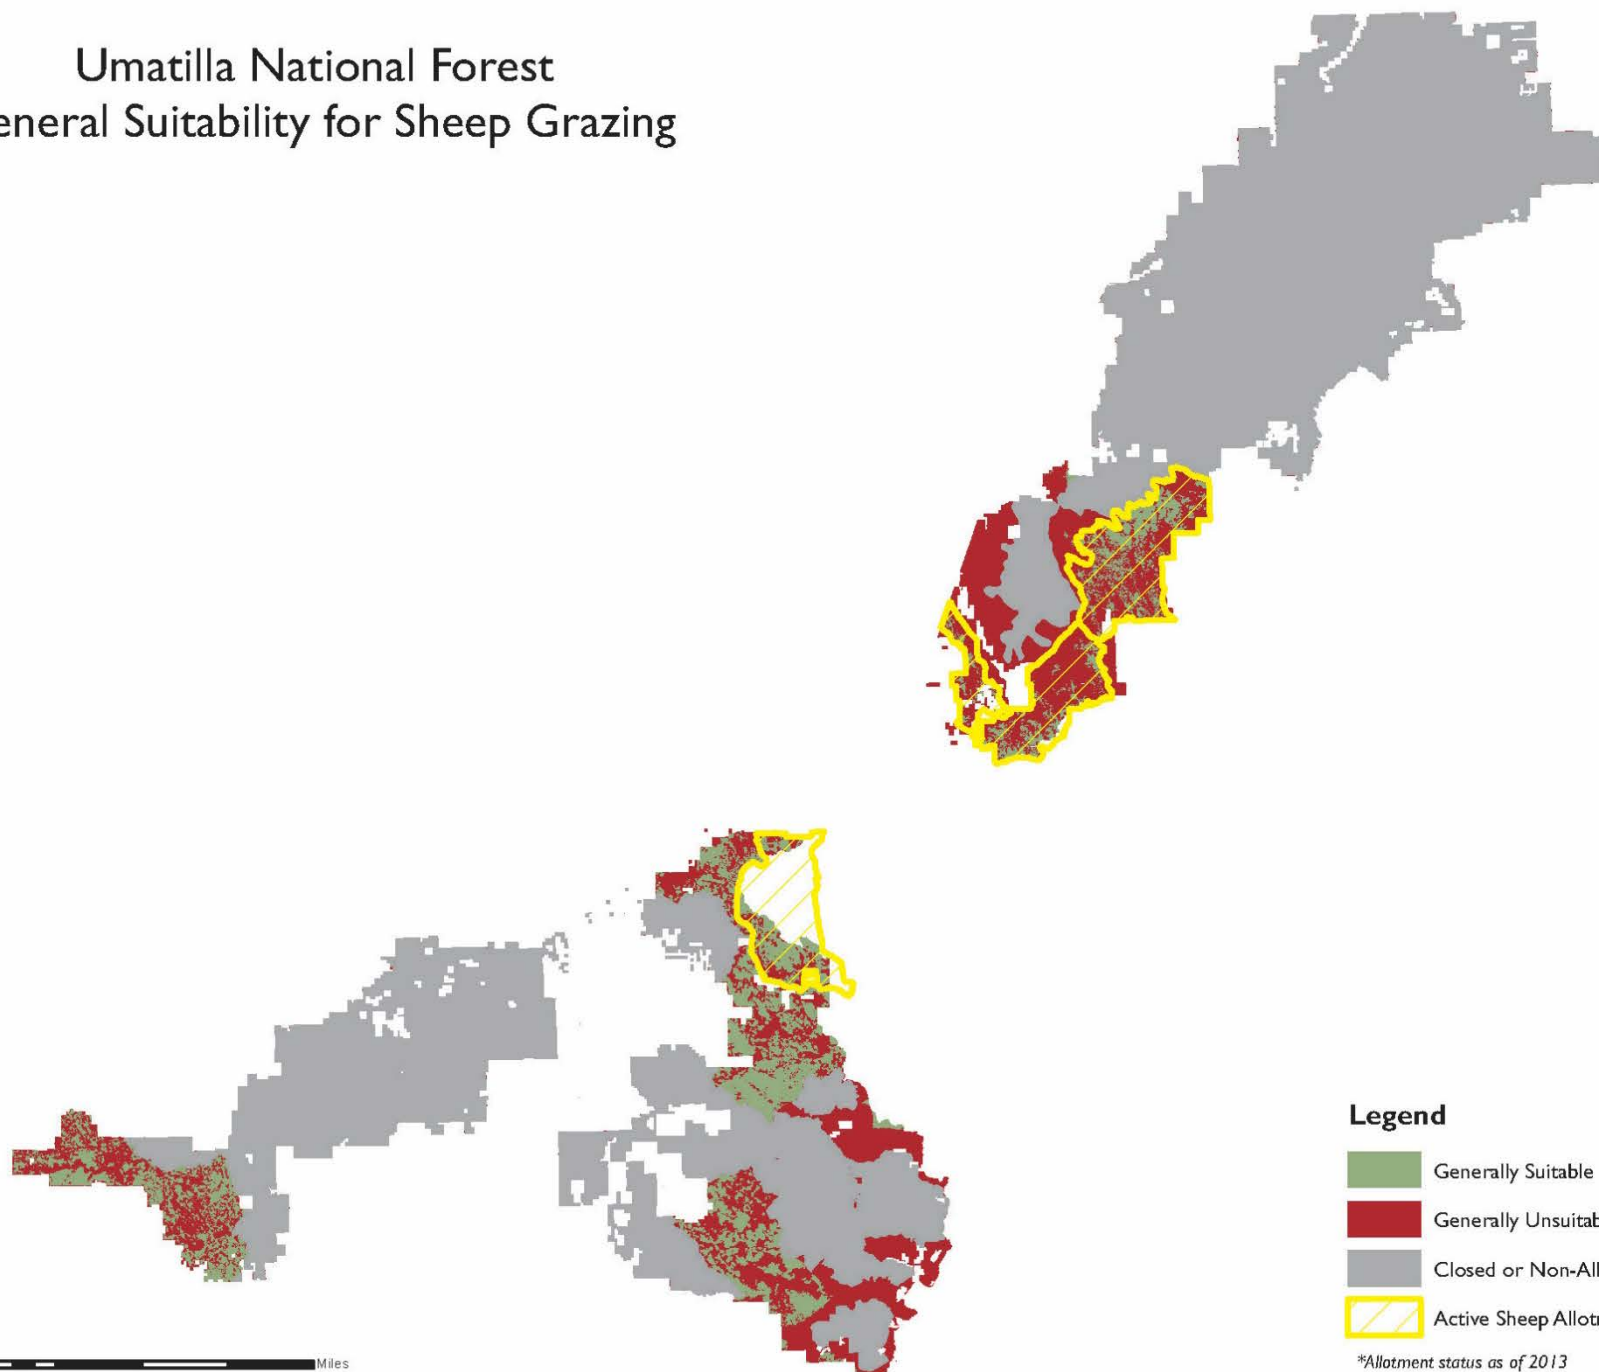 Umatilla National Forest
eneral Suitability for Sheep Grazing
Legend
Generally Suitable
Generally Unsuitab
Closed or Non-All
Active Sheep Allot
Miles
*Allotment status as of 2013